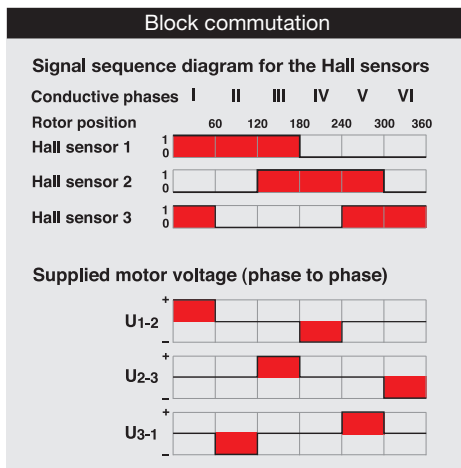 Block commutation
Signal sequence diagram for the Hall sensors
Conductive phases I II III IV V VI
Rotor position 60 120 180 240 300 360
Hall sensor 1 1 0
Hall sensor 2 1 0
Hall sensor 3 1 0
Supplied motor voltage (phase to phase)
+
U1-2
–
+
U2-3
–
+
U3-1
–